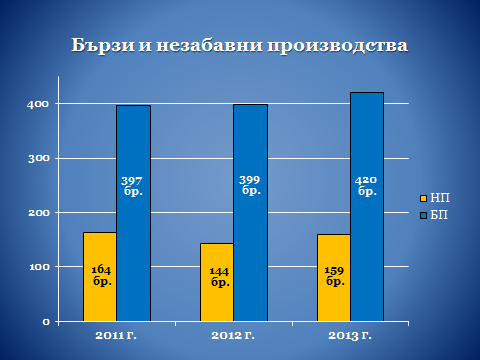 Бързи и незабавни производства
400
300
200
100
0
397
бр.
399
бр.
420
бр.
164
бр.
144
бр.
159
бр.
НП
БП
2011 г.
2012 г.
2013 г.